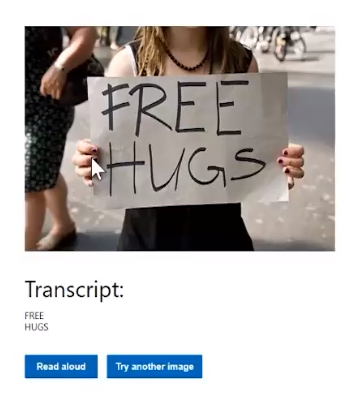 FREE
HUGS
Transcript:
FREE
HUGS
Read aloud
Try another image